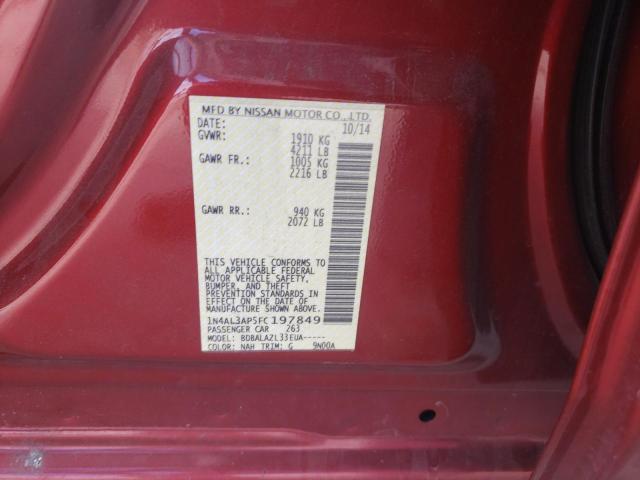 MFD BY NISSAN MOTOR CO., LTD.
DATE: 10/14
GVWR: 1910 KG
4211 LB
GAWR FR.: 1005 KG
2216 LB
GAWR RR.: 940 KG
2072 LB
THIS VEHICLE CONFORMS TO
ALL APPLICABLE FEDERAL
MOTOR VEHICLE SAFETY,
BUMPER, AND THEFT
PREVENTION STANDARDS IN
EFFECT ON THE DATE OF
MANUFACTURE SHOWN ABOVE.
1N4AL3AP5FC197849
PASSENGER CAR 263
MODEL: BDBALAZL33EUA-----
COLOR: NAH TRIM: G 9N00A